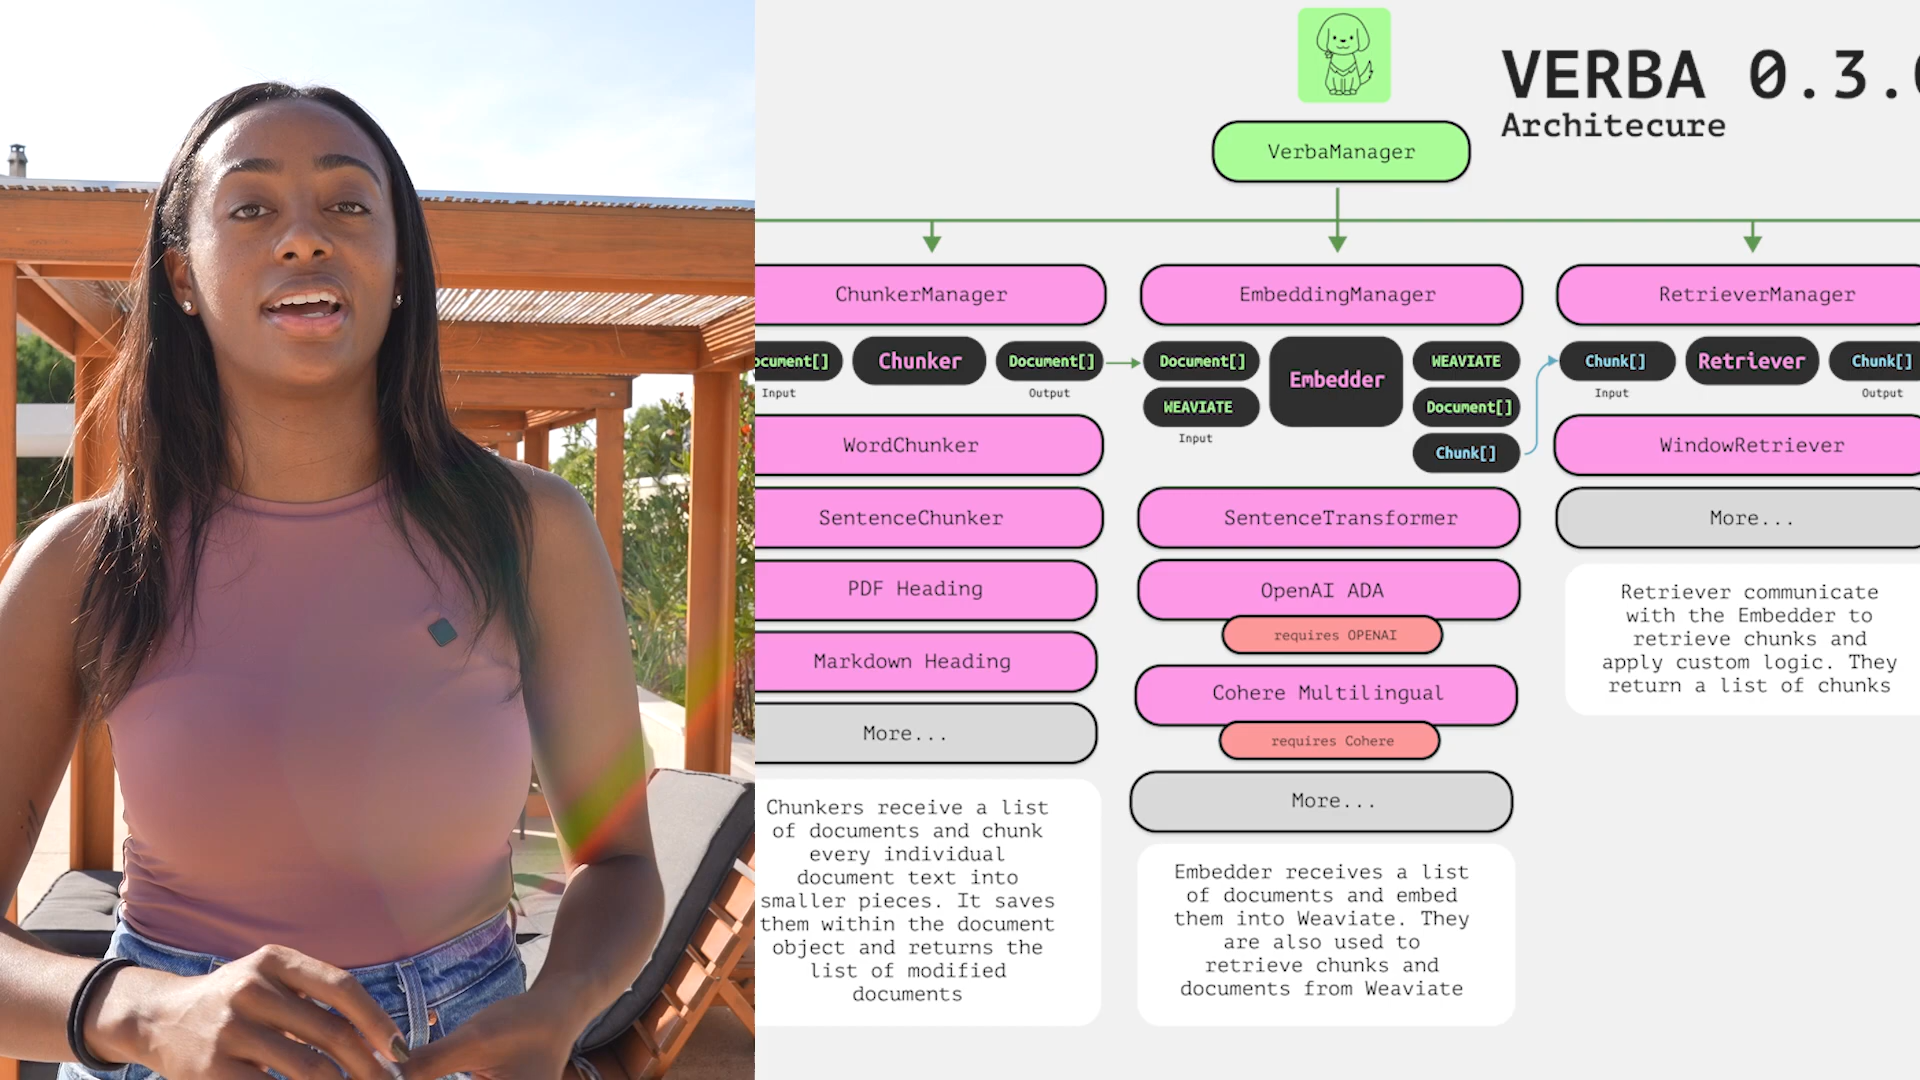 VERBA 0.3.
Architecure
VerbaManager
ChunkerManager
EmbeddingManager
RetrieverManager
ocument[]
Input
Chunker
Document[]
Output
Document[]
WEAVIATE
Input
Embedder
WEAVIATE
Document[]
Chunk[]
Chunk[]
Input
Retriever
Chunk[]
Output
WordChunker
SentenceChunker
PDF Heading
Markdown Heading
More...
Chunkers receive a list
of documents and chunk
every individual
document text into
smaller pieces. It saves
them within the document
object and returns the
list of modified
documents
SentenceTransformer
OpenAI ADA
requires OPENAI
Cohere Multilingual
requires Cohere
More...
Embedder receives a list
of documents and embed
them into Weaviate. They
are also used to
retrieve chunks and
documents from Weaviate
WindowRetriever
More...
Retriever communicate
with the Embedder to
retrieve chunks and
apply custom logic. They
return a list of chunks